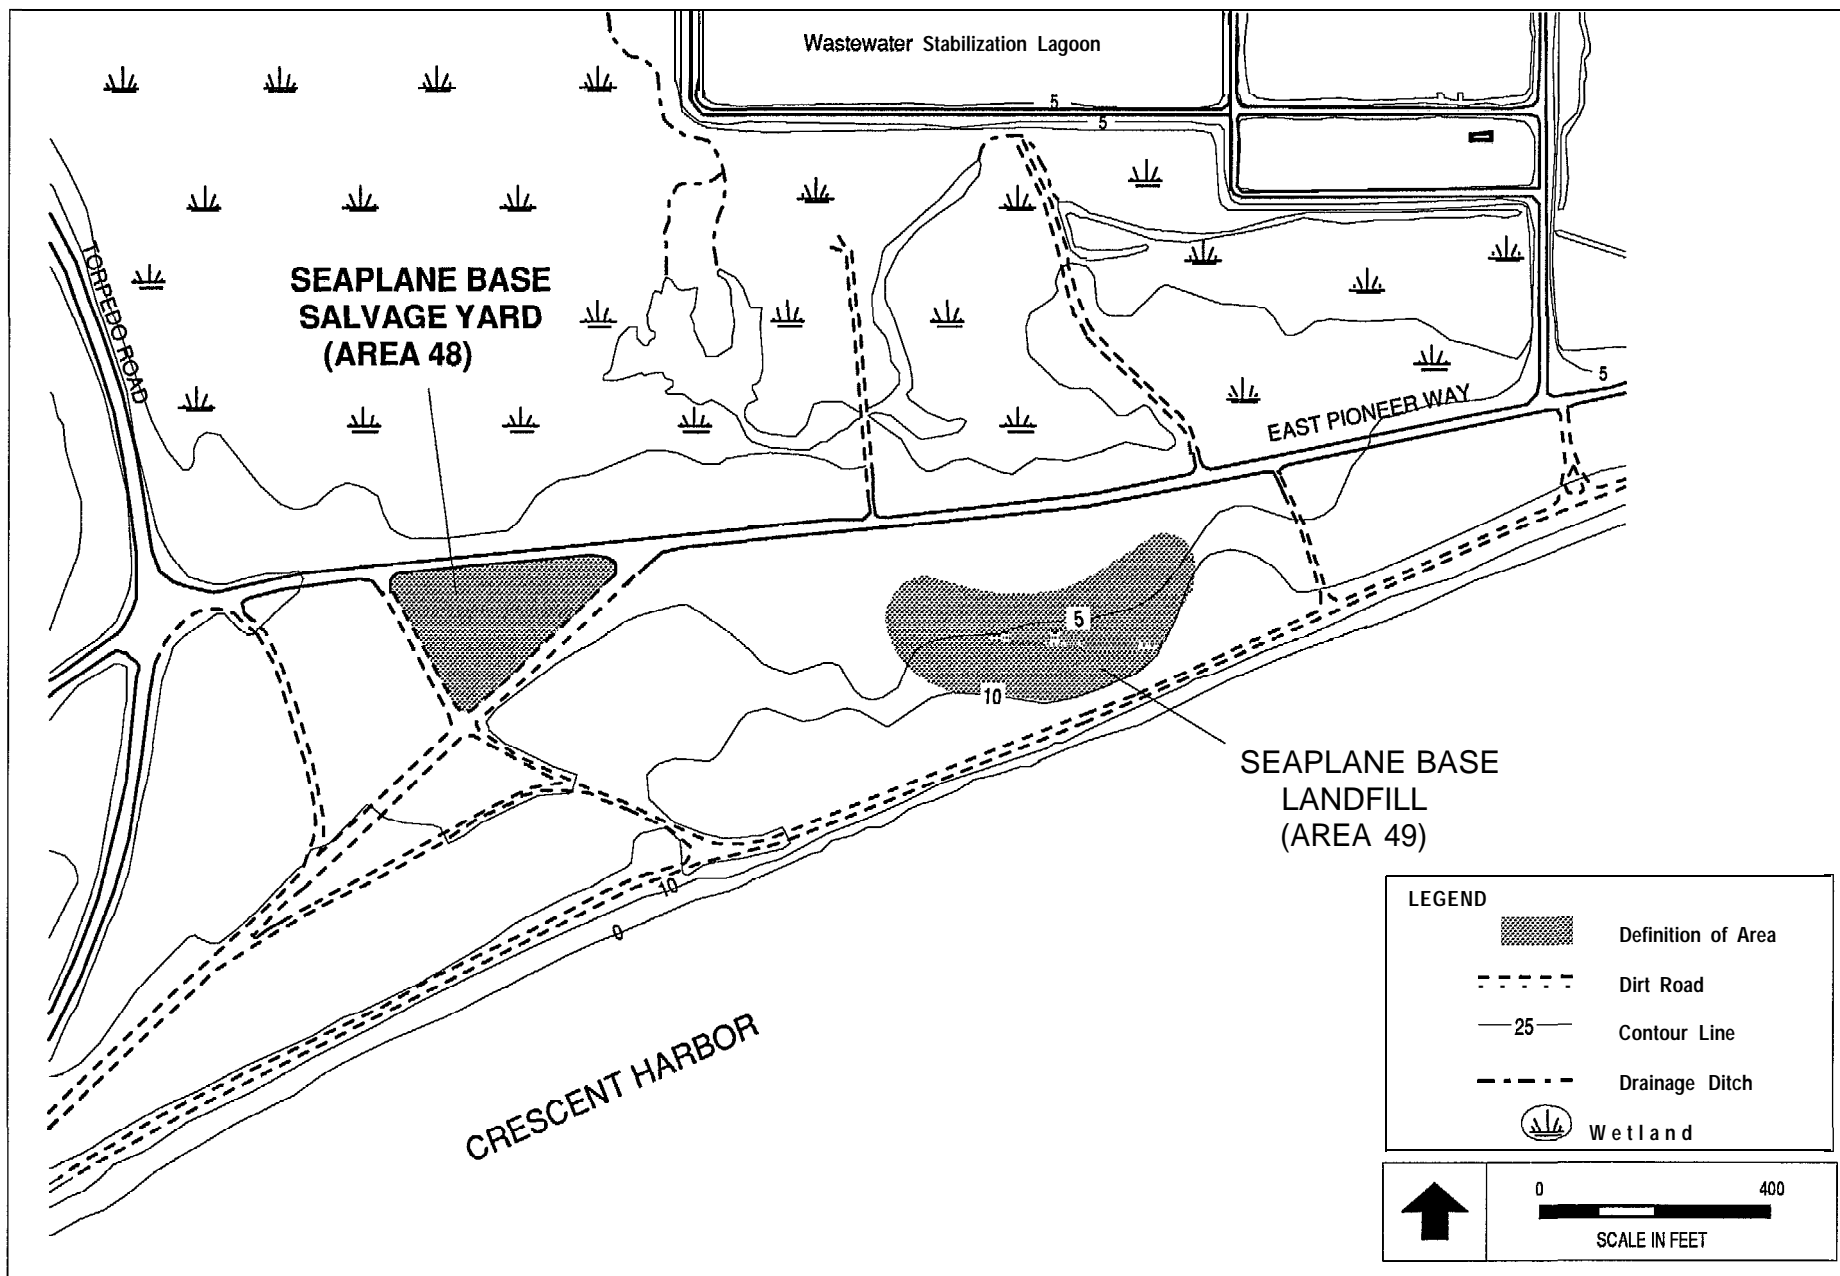 Wastewater Stabilization Lagoon
5
5
TORPEDO ROAD
SEAPLANE BASE
SALVAGE YARD
(AREA 48)
5
EAST PIONEER WAY
5
10
SEAPLANE BASE
LANDFILL
(AREA 49)
10
0
CRESCENT HARBOR
LEGEND
Definition of Area
Dirt Road
25
Contour Line
Drainage Ditch
Wetland
0 400
SCALE IN FEET